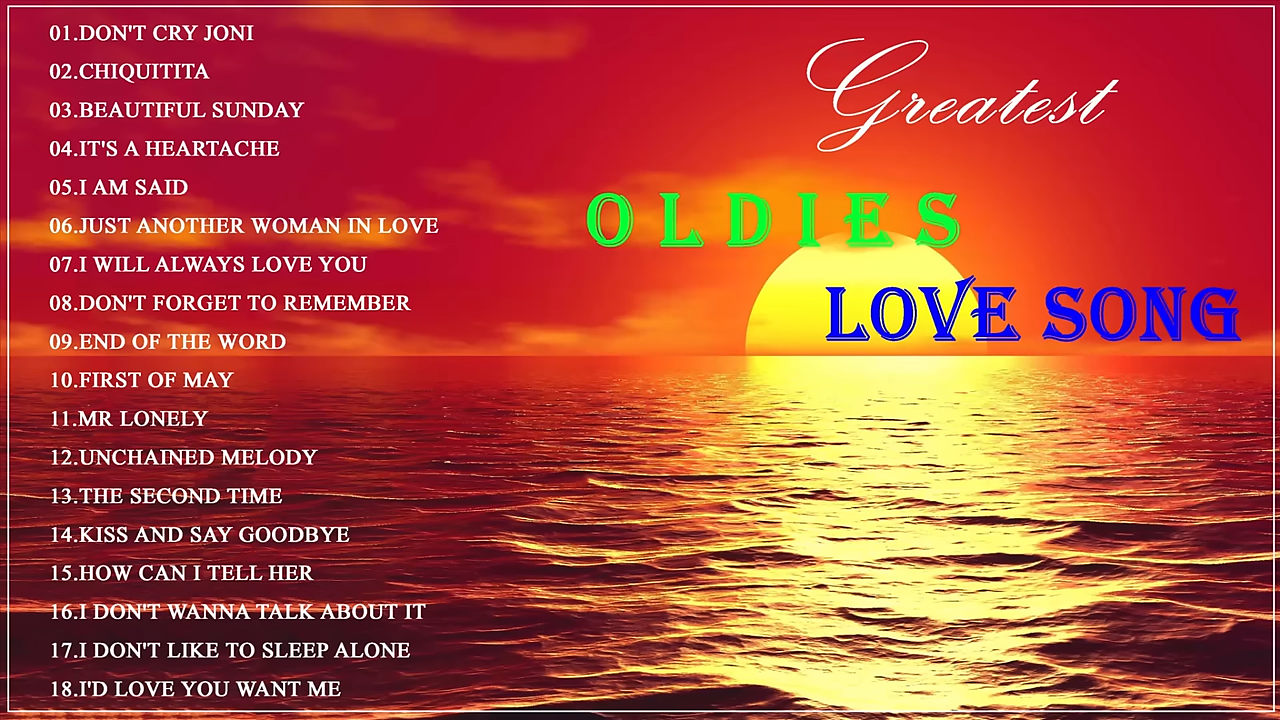 01.DON'T CRY JONI
02.CHIQUITITA
03.BEAUTIFUL SUNDAY
04.IT'S A HEARTACHE
05.I AM SAID
06.JUST ANOTHER WOMAN IN LOVE
07.I WILL ALWAYS LOVE YOU
08.DON'T FORGET TO REMEMBER
09.END OF THE WORD
10.FIRST OF MAY
11.MR LONELY
12.UNCHAINED MELODY
13.THE SECOND TIME
14.KISS AND SAY GOODBYE
15.HOW CAN I TELL HER
16.I DON'T WANNA TALK ABOUT IT
17.I DON'T LIKE TO SLEEP ALONE
18.I'D LOVE YOU WANT ME
Greatest
OLDIES
LOVE SONG